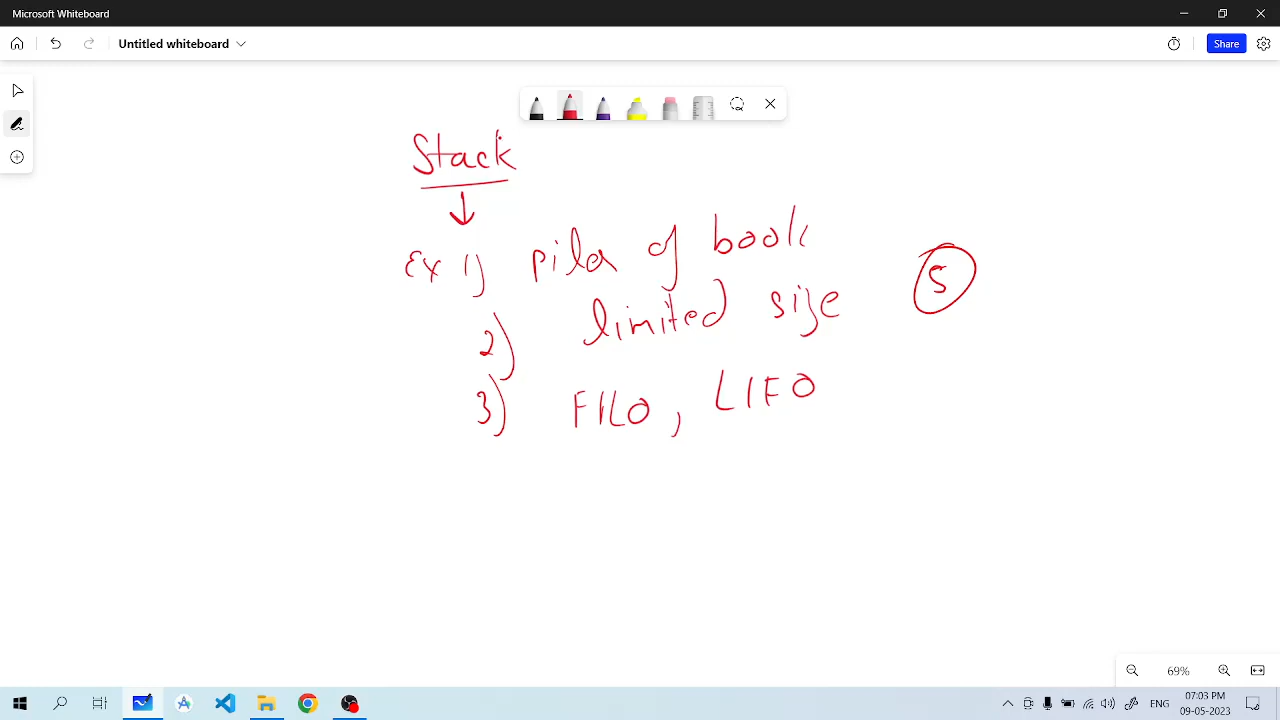 Microsoft Whiteboard
Untitled whiteboard
Share
Stack
Ex 1) pila of book
2) limited size
5
3) FILO, LIFO
69%
ENG
07:03 PM
09-05-2023